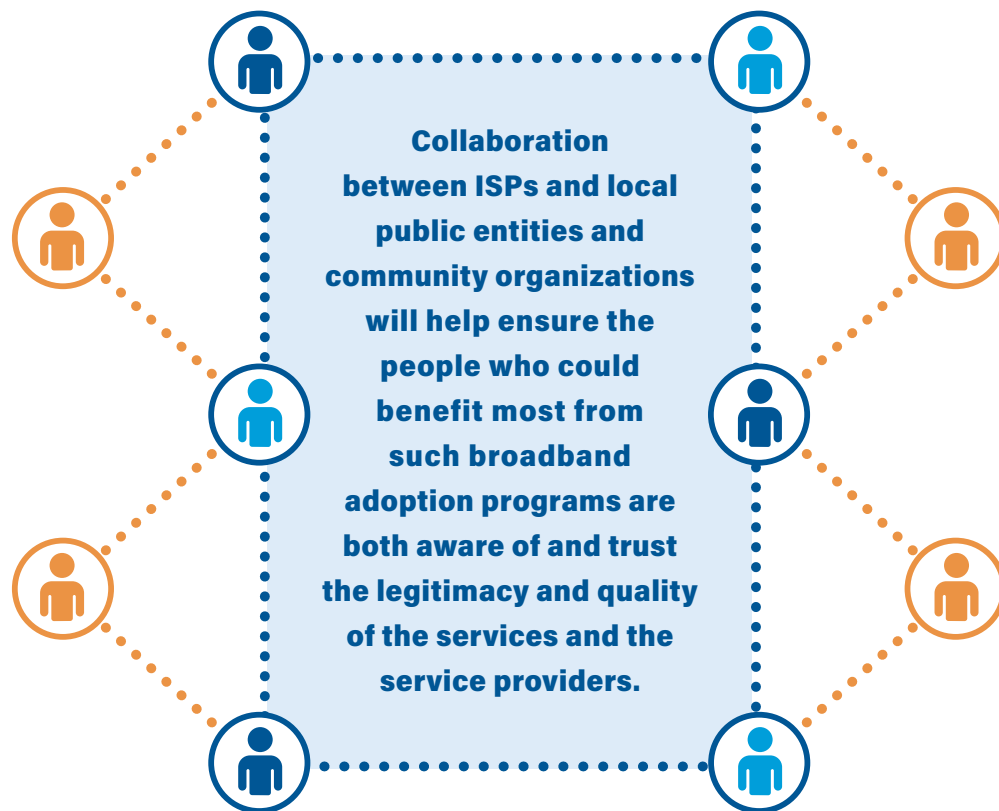 Collaboration
between ISPs and local
public entities and
community organizations
will help ensure the
people who could
benefit most from
such broadband
adoption programs are
both aware of and trust
the legitimacy and quality
of the services and the
service providers.